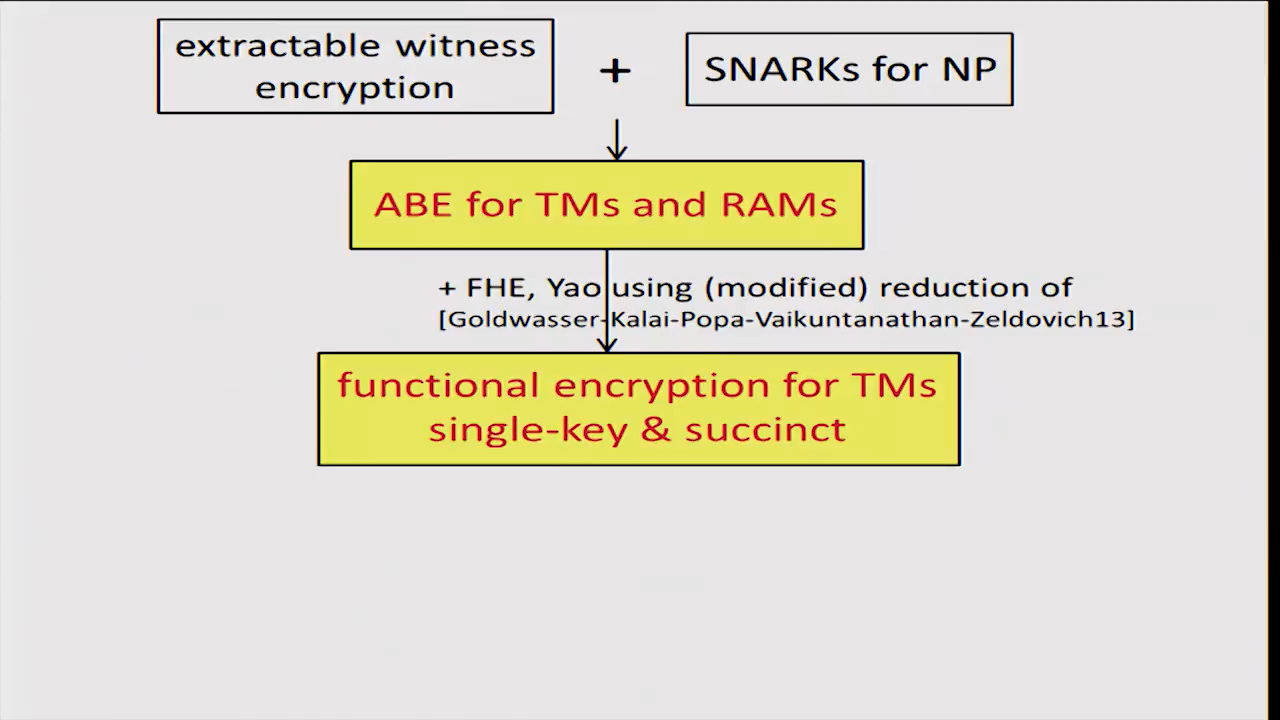 extractable witness
encryption
+
SNARKs for NP
ABE for TMs and RAMs
+ FHE, Yao using (modified) reduction of
[Goldwasser-Kalai-Popa-Vaikuntanathan-Zeldovich13]
functional encryption for TMs
single-key & succinct